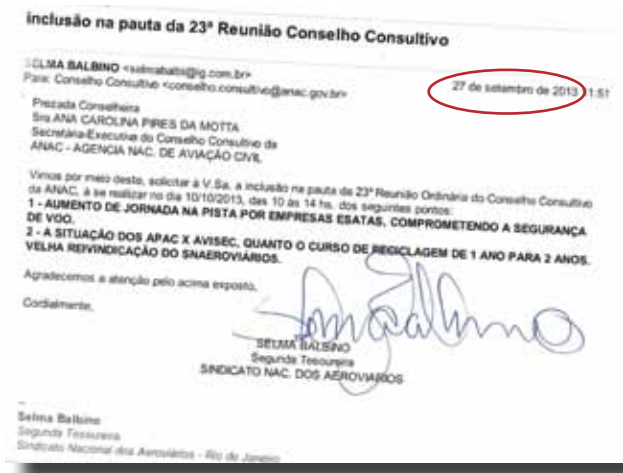 inclusão na pauta da 23ª Reunião Conselho Consultivo
SELMA BALBINO <selmabalbi@ig.com.br>
27 de setembro de 2013 11:51
Para: Conselho Consultivo <conselho.consultivo@anac.gov.br>
Prezada Conselheira
Sra ANA CAROLINA PIRES DA MOTTA
Secretária-Executiva do Conselho Consultivo da
ANAC - AGENCIA NAC. DE AVIAÇÃO CIVIL
Vimos por meio deste, solicitar à V.Sa. a inclusão na pauta da 23ª Reunião Ordinária do Conselho Consultivo
da ANAC, à se realizar no dia 10/10/2013, das 10 às 14 hs. dos seguintes pontos:
1 - AUMENTO DE JORNADA NA PISTA POR EMPRESAS ESATAS, COMPROMETENDO A SEGURANÇA
DE VOO.
2 - A SITUAÇÃO DOS APAC X AVISEC, QUANTO O CURSO DE RECICLAGEM DE 1 ANO PARA 2 ANOS.
VELHA REIVINDICAÇÃO DO SNAEROVIÁRIOS.
Agradecemos a atenção pelo acima exposto,
Cordialmente,
Selma Balbino
SELMA BALBINO
Segunda Tesoureira
SINDICATO NAC. DOS AEROVIÁRIOS
--
Selma Balbino
Segunda Tesoureira
Sindicato Nacional dos Aeroviários - Rio de Janeiro